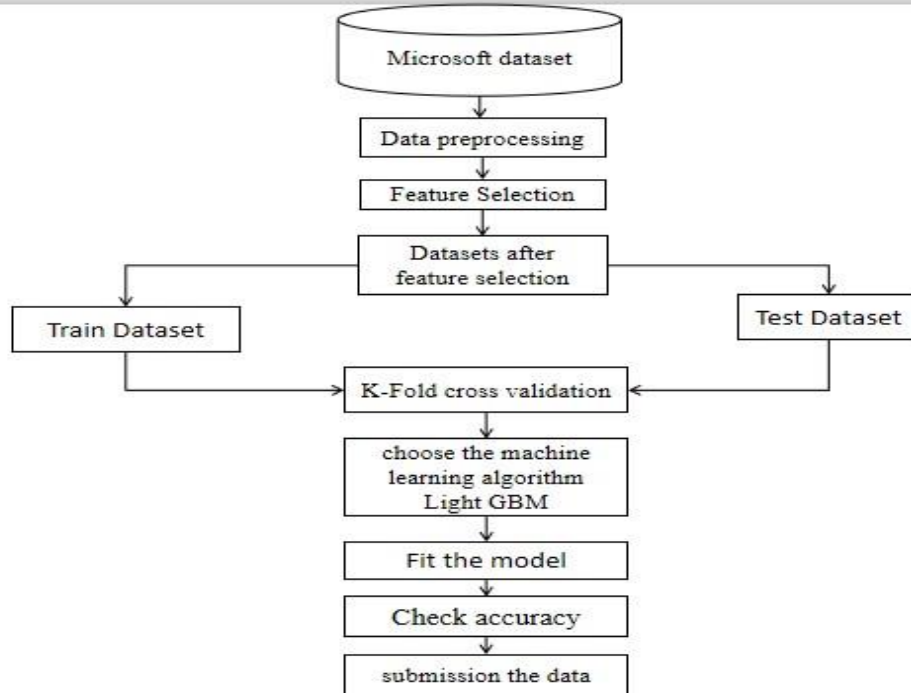 Microsoft dataset
Data preprocessing
Feature Selection
Datasets after
feature selection
Train Dataset
Test Dataset
K-Fold cross validation
choose the machine
learning algorithm
Light GBM
Fit the model
Check accuracy
submission the data